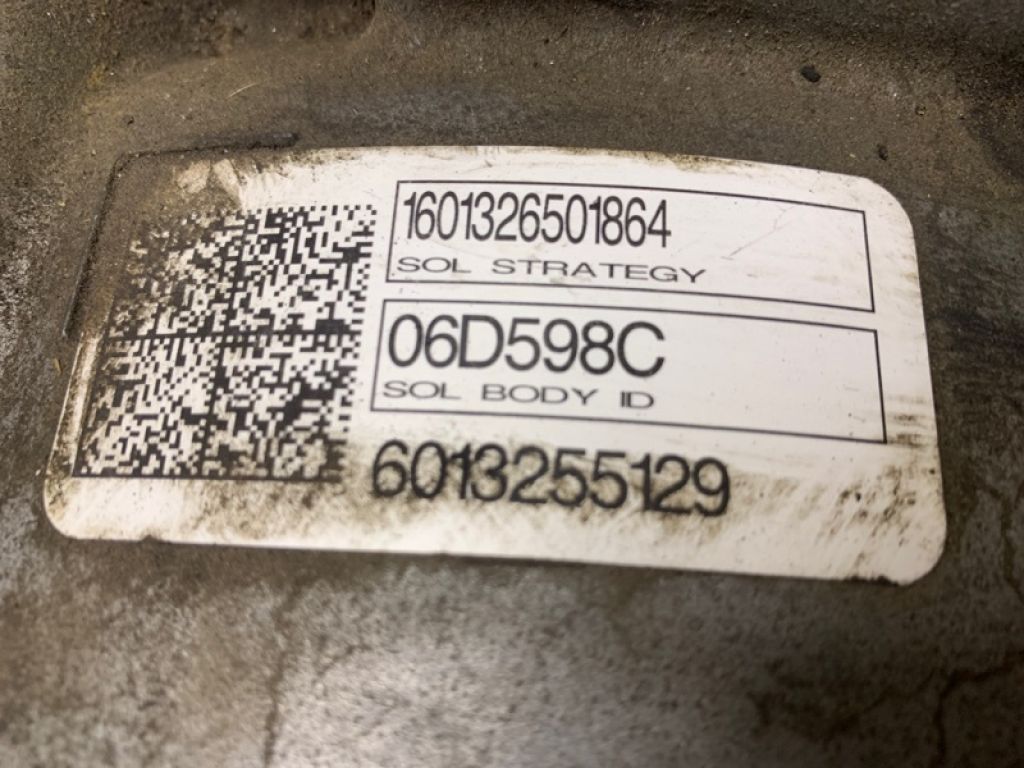 1601326501864
SOL STRATEGY
06D598C
SOL BODY ID
6013255129